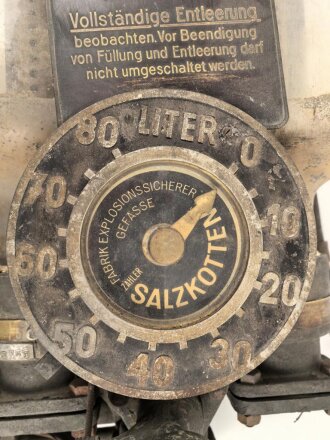 Vollständige Entleerung
beobachten. Vor Beendigung
von Füllung und Entleerung darf
nicht umgeschaltet werden.
80 LITER 0
70 10
60 20
50 40 30
FABRIK EXPLOSIONSSICHERER
GEFÄSSE
ZÄHLER
SALZKOTTEN